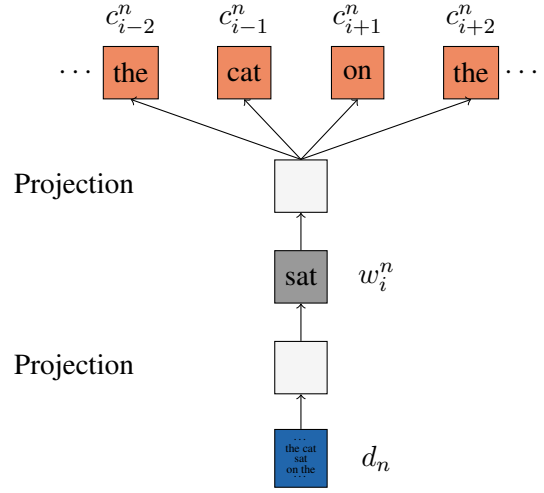 c^n_{i-2} c^n_{i-1} c^n_{i+1} c^n_{i+2}
··· the cat on the ···
Projection
sat w^n_i
Projection
···
the cat
sat
on the
···
d_n